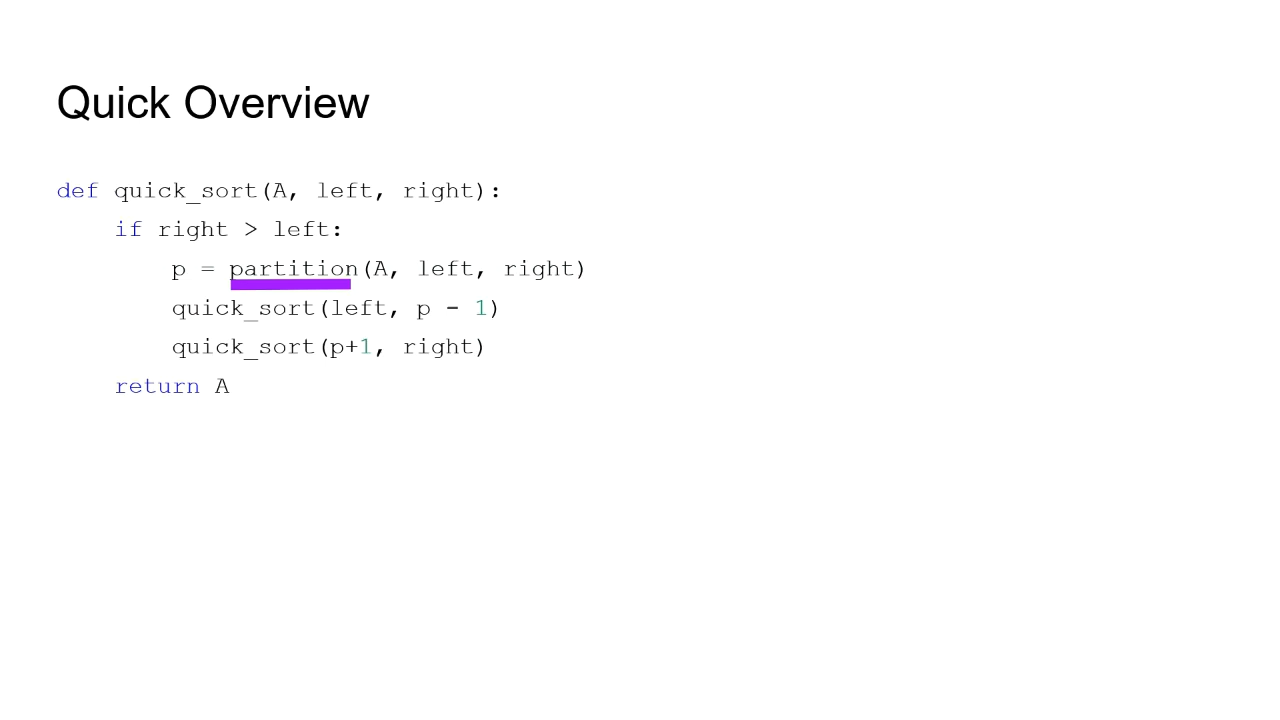 Quick Overview
def quick_sort(A, left, right):
    if right > left:
        p = partition(A, left, right)
        quick_sort(left, p - 1)
        quick_sort(p+1, right)
    return A